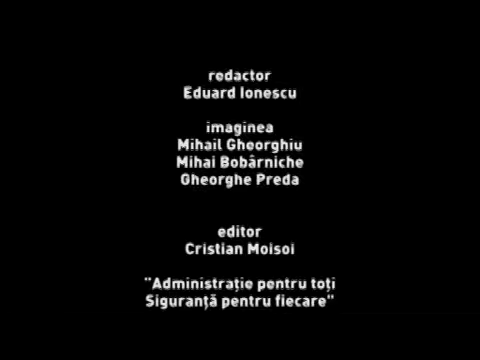 redactor
Eduard Ionescu
imaginea
Mihail Gheorghiu
Mihai Bobârniche
Gheorghe Preda
editor
Cristian Moisoi
"Administrație pentru toți
Siguranță pentru fiecare"